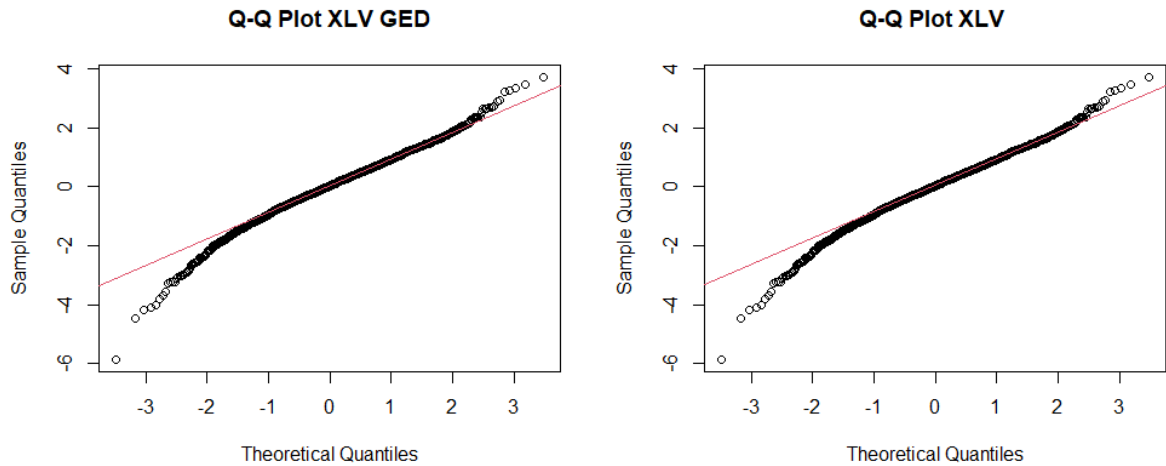 Q-Q Plot XLV GED
Sample Quantiles
4
2
0
-2
-4
-6
-3 -2 -1 0 1 2 3
Theoretical Quantiles
Q-Q Plot XLV
Sample Quantiles
4
2
0
-2
-4
-6
-3 -2 -1 0 1 2 3
Theoretical Quantiles